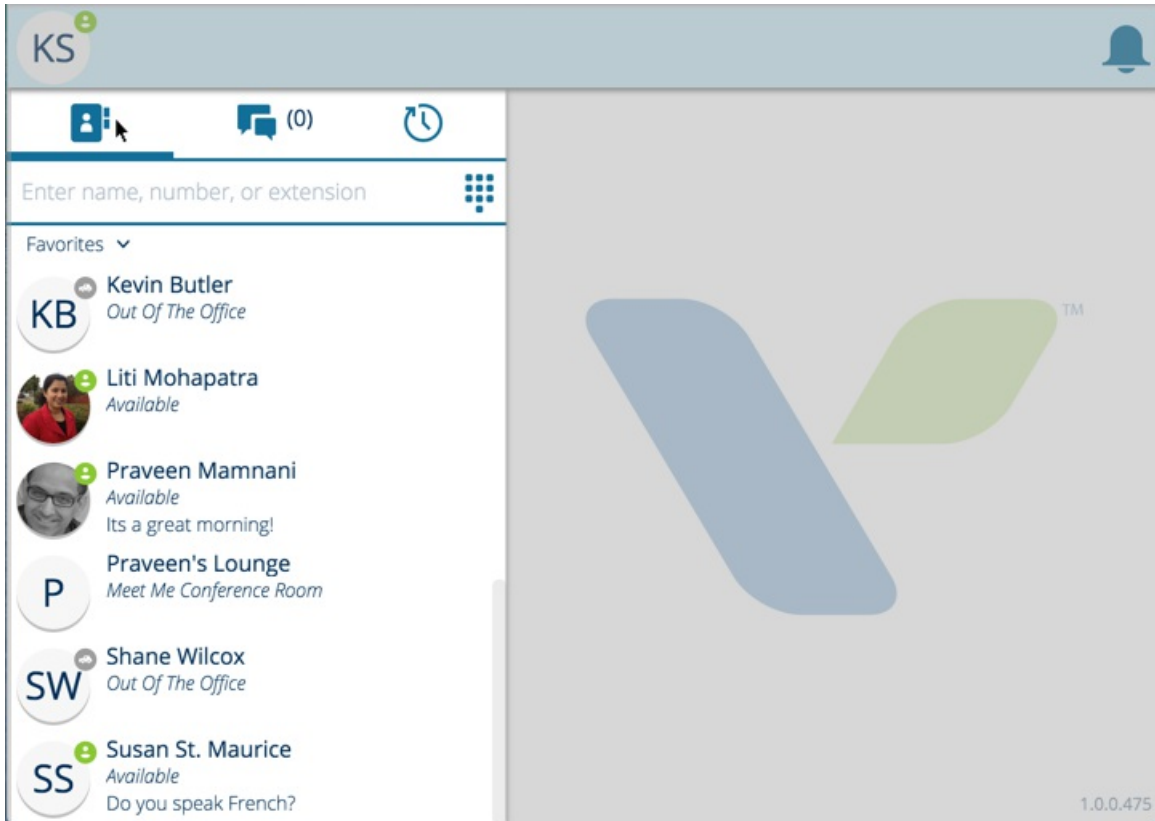 KS
(0)
Enter name, number, or extension
Favorites
KB
Kevin Butler
Out Of The Office
Liti Mohapatra
Available
Praveen Mamnani
Available
Its a great morning!
P
Praveen's Lounge
Meet Me Conference Room
SW
Shane Wilcox
Out Of The Office
SS
Susan St. Maurice
Available
Do you speak French?
TM
1.0.0.475